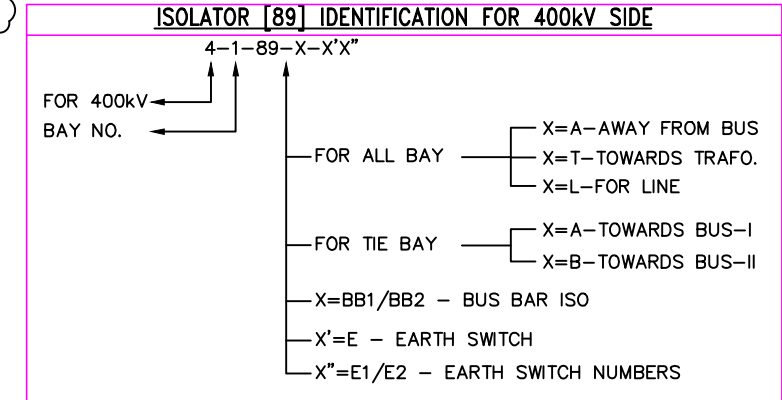 ISOLATOR [89] IDENTIFICATION FOR 400kV SIDE
4-1-89-X-X'X"
FOR 400kV
BAY NO.
FOR ALL BAY
X=A-AWAY FROM BUS
X=T-TOWARDS TRAFO.
X=L-FOR LINE
FOR TIE BAY
X=A-TOWARDS BUS-I
X=B-TOWARDS BUS-II
X=BB1/BB2 - BUS BAR ISO
X'=E - EARTH SWITCH
X"=E1/E2 - EARTH SWITCH NUMBERS